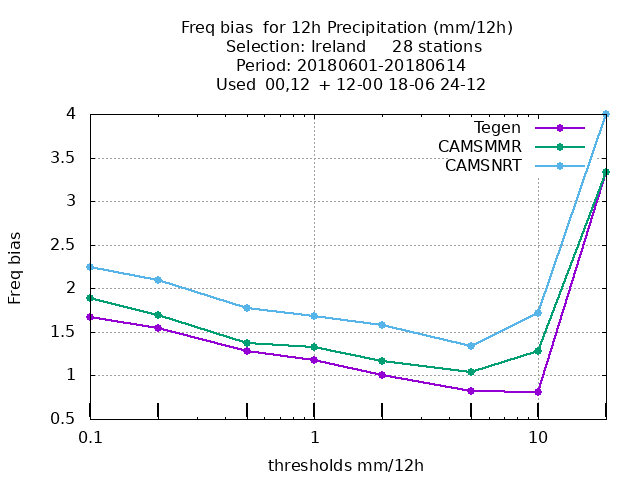 Freq bias  for 12h Precipitation (mm/12h)
Selection: Ireland     28 stations
Period: 20180601-20180614
Used  00,12  + 12-00 18-06 24-12
Tegen
CAMSMMR
CAMSNRT
4
3.5
3
2.5
2
1.5
1
0.5
Freq bias
0.1
1
10
thresholds mm/12h